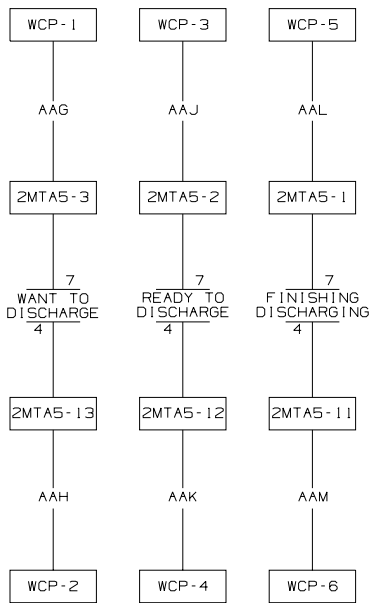 WCP-1 WCP-3 WCP-5
AAG AAJ AAL
2MTA5-3 2MTA5-2 2MTA5-1
7 7 7
WANT TO READY TO FINISHING
DISCHARGE DISCHARGE DISCHARGING
4 4 4
2MTA5-13 2MTA5-12 2MTA5-11
AAH AAK AAM
WCP-2 WCP-4 WCP-6